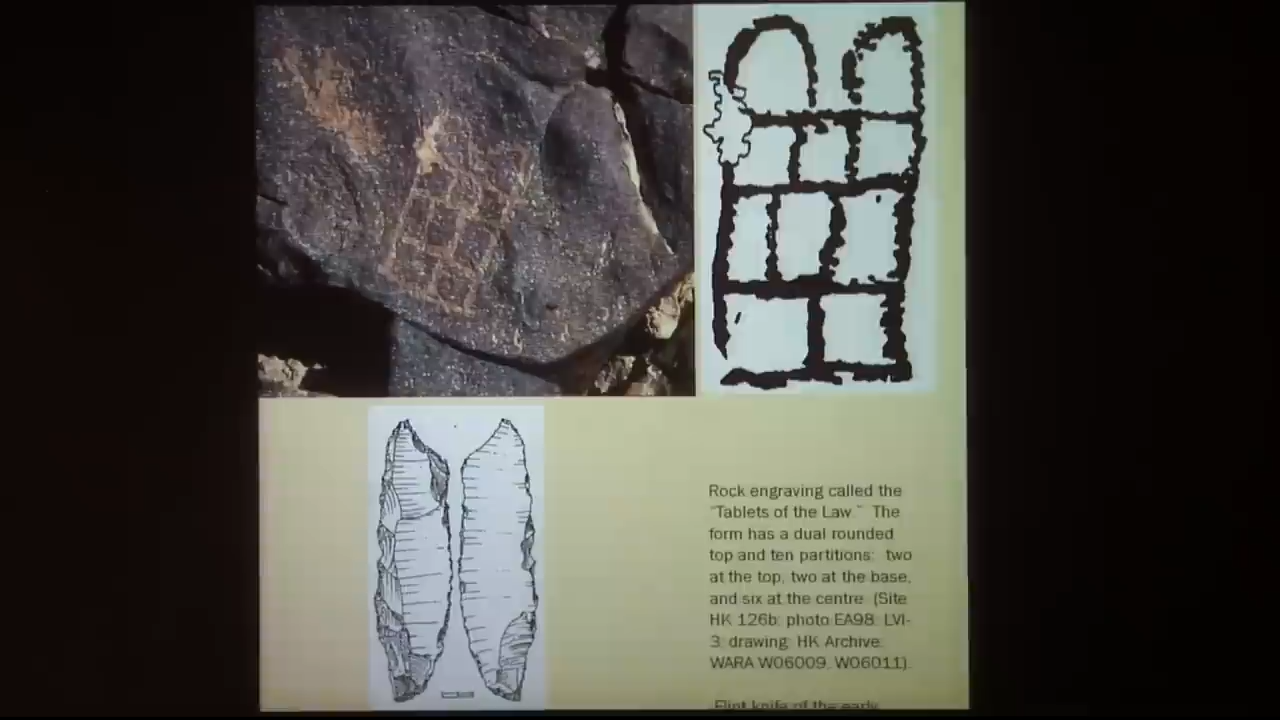 Rock engraving called the
“Tablets of the Law.” The
form has a dual rounded
top and ten partitions: two
at the top, two at the base,
and six at the centre. (Site
HK 126b; photo EA98: LVI-
3; drawing: HK Archive;
WARA W06009, W06011).
Flint knife of the early